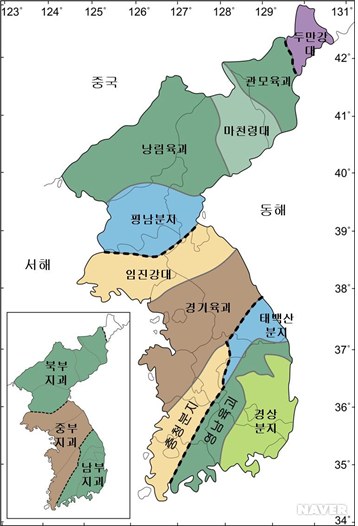 123° 124° 125° 126° 127° 128° 129° 130° 131°
42°
41°
40°
39°
38°
37°
36°
35°
34°
두만강
대
관모육괴
중국
마천령대
낭림육괴
평남분지
동해
서해
임진강대
경기육괴
태백산
분지
충청분지
영남육괴
경상
분지
북부
지괴
중부
지괴
남부
지괴
NAVER